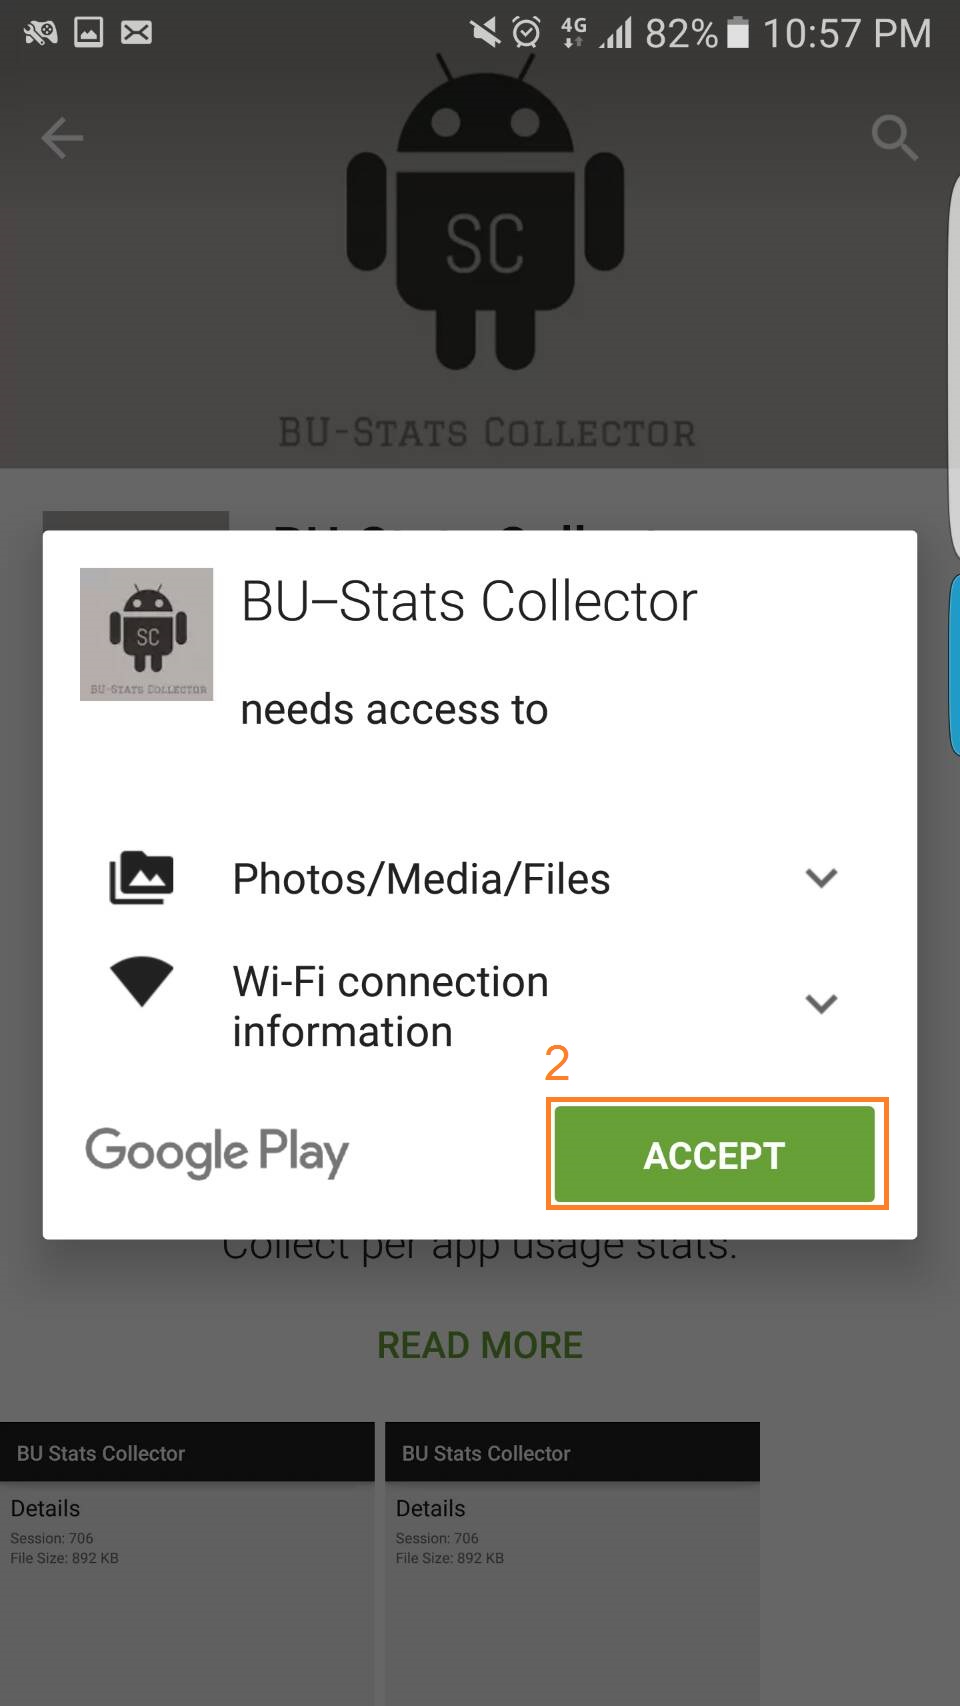 4G 82% 10:57 PM
SC
BU-STATS COLLECTOR
BU–Stats Collector
SC
BU-STATS COLLECTOR
needs access to
Photos/Media/Files
Wi-Fi connection
information
2
Google Play
ACCEPT
Collect per app usage stats.
READ MORE
BU Stats Collector
Details
Session: 706
File Size: 892 KB
BU Stats Collector
Details
Session: 706
File Size: 892 KB